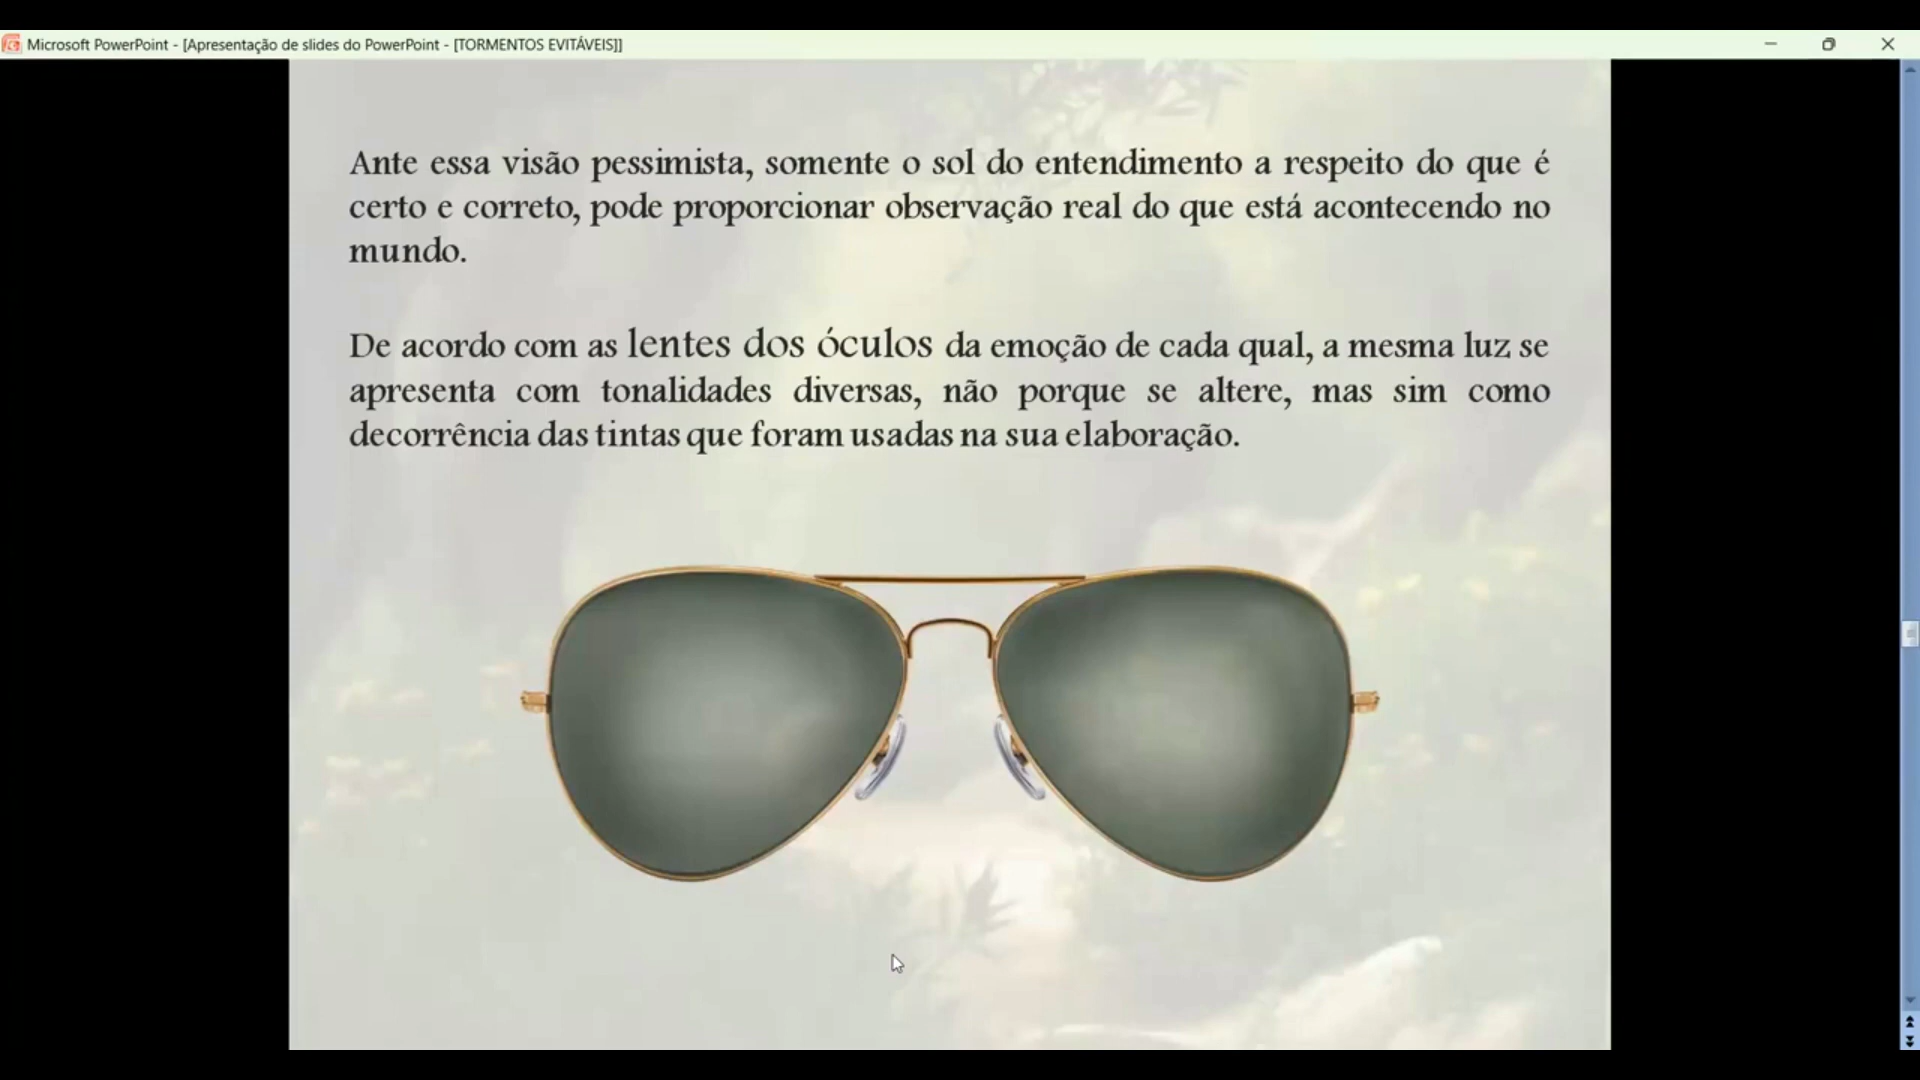 Microsoft PowerPoint - [Apresentação de slides do PowerPoint - [TORMENTOS EVITÁVEIS]]
Ante essa visão pessimista, somente o sol do entendimento a respeito do que é
certo e correto, pode proporcionar observação real do que está acontecendo no
mundo.
De acordo com as lentes dos óculos da emoção de cada qual, a mesma luz se
apresenta com tonalidades diversas, não porque se altere, mas sim como
decorrência das tintas que foram usadas na sua elaboração.